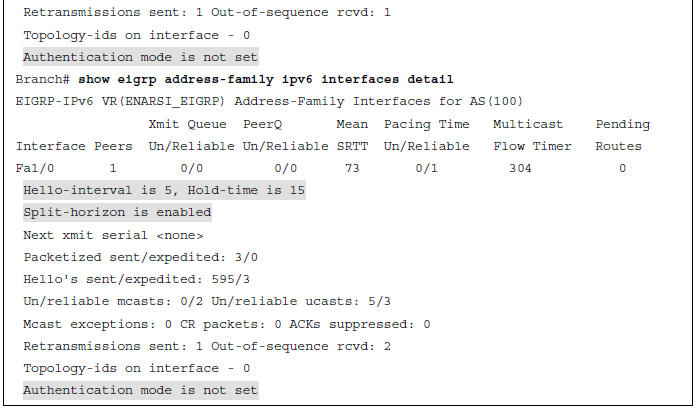 Retransmissions sent: 1 Out-of-sequence rcvd: 1
Topology-ids on interface - 0
Authentication mode is not set
Branch# show eigrp address-family ipv6 interfaces detail
EIGRP-IPv6 VR(ENARSI_EIGRP) Address-Family Interfaces for AS(100)
Xmit Queue PeerQ Mean Pacing Time Multicast Pending
Interface Peers Un/Reliable Un/Reliable SRTT Un/Reliable Flow Timer Routes
Fa1/0 1 0/0 0/0 73 0/1 304 0
Hello-interval is 5, Hold-time is 15
Split-horizon is enabled
Next xmit serial <none>
Packetized sent/expedited: 3/0
Hello's sent/expedited: 595/3
Un/reliable mcasts: 0/2 Un/reliable ucasts: 5/3
Mcast exceptions: 0 CR packets: 0 ACKs suppressed: 0
Retransmissions sent: 1 Out-of-sequence rcvd: 2
Topology-ids on interface - 0
Authentication mode is not set